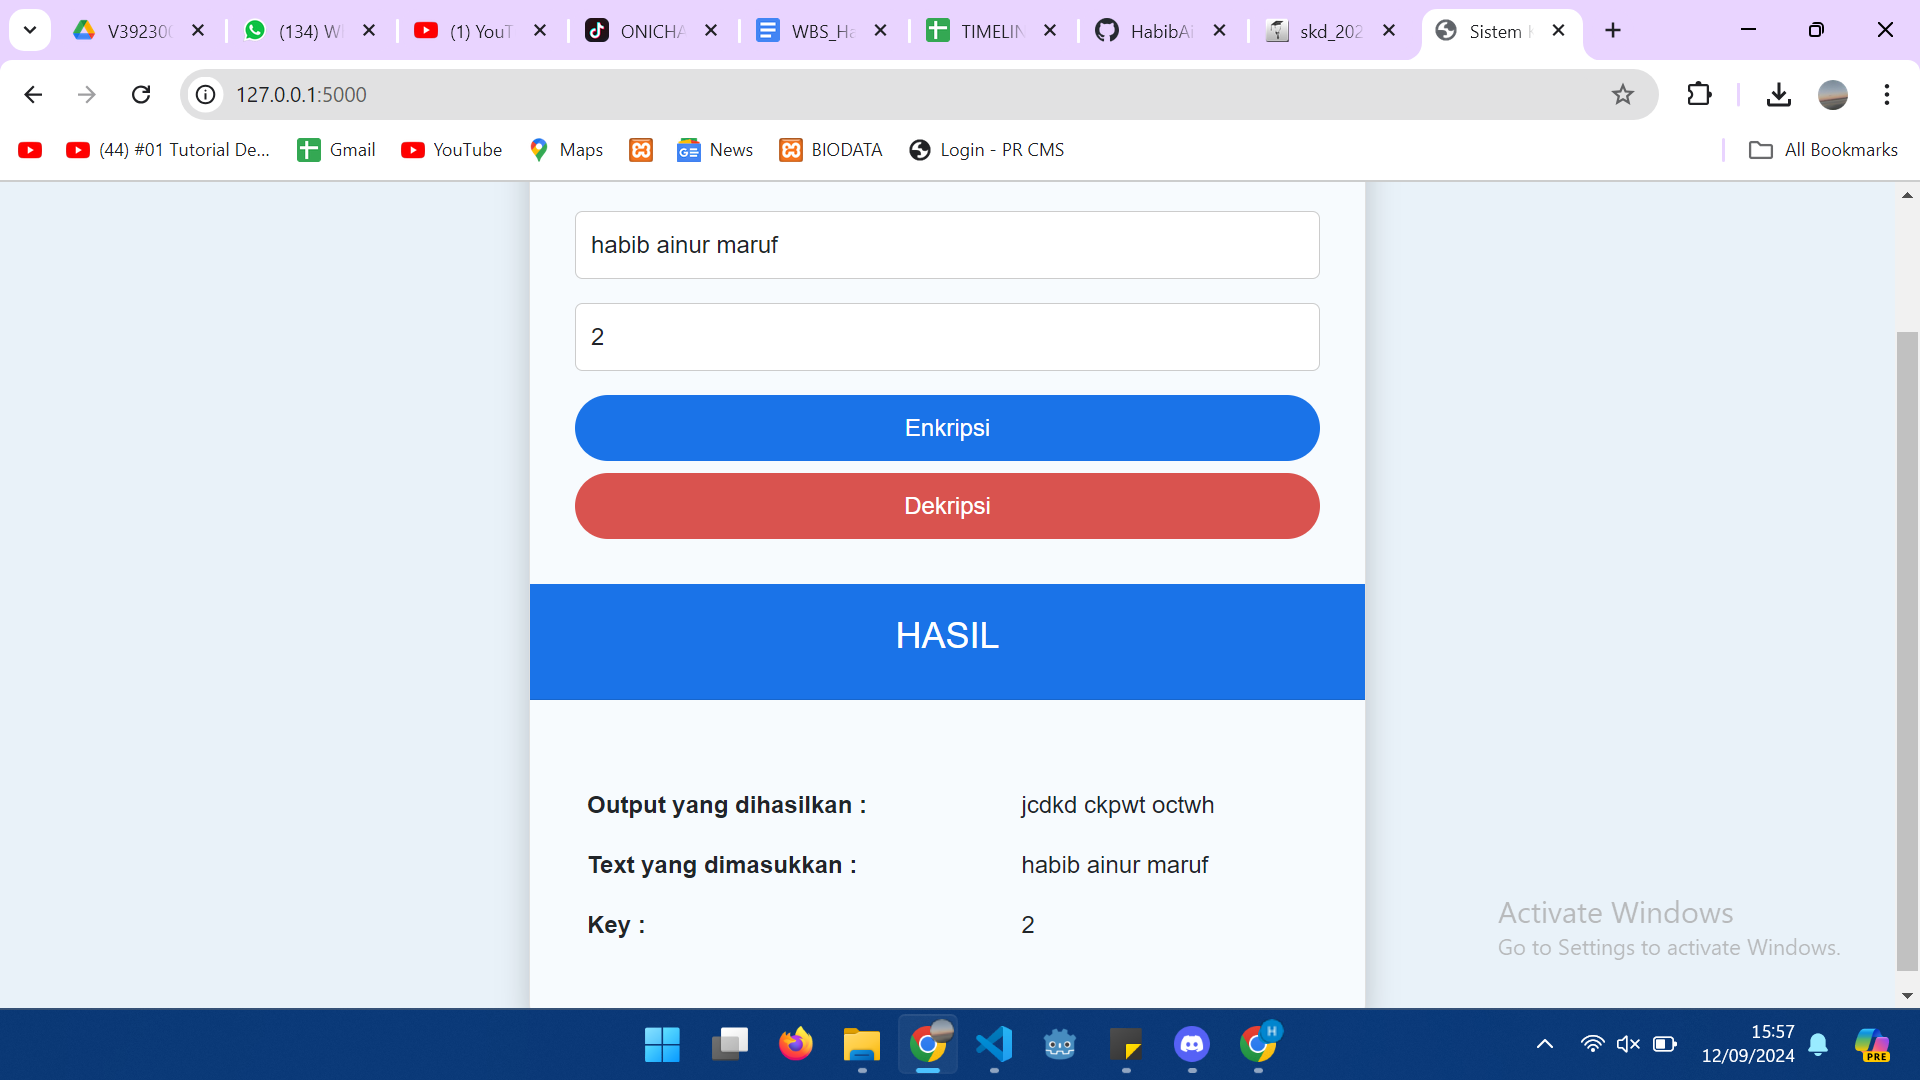 V39230
(134) W
(1) YouT
ONICHA
WBS_Ha
TIMELIN
HabibAi
skd_202
Sistem
127.0.0.1:5000
(44) #01 Tutorial De...
Gmail
YouTube
Maps
News
BIODATA
Login - PR CMS
All Bookmarks
habib ainur maruf
2
Enkripsi
Dekripsi
HASIL
Output yang dihasilkan : jcdkd ckpwt octwh
Text yang dimasukkan : habib ainur maruf
Key : 2
Activate Windows
Go to Settings to activate Windows.
H
15:57
12/09/2024
PRE